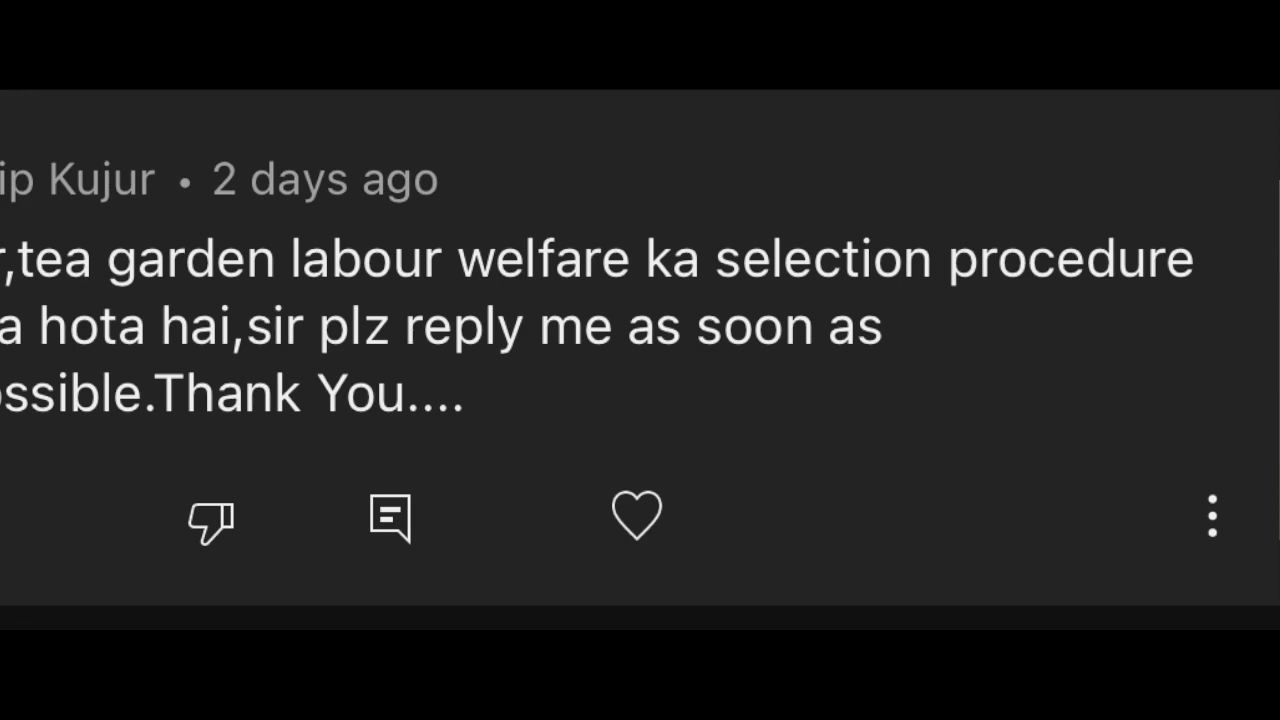 ip Kujur • 2 days ago
r,tea garden labour welfare ka selection procedure
a hota hai,sir plz reply me as soon as
ossible.Thank You....